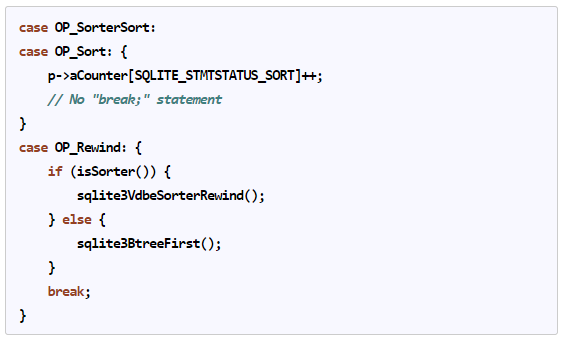 case OP_SorterSort:
case OP_Sort: {
    p->aCounter[SQLITE_STMTSTATUS_SORT]++;
    // No "break;" statement
}
case OP_Rewind: {
    if (isSorter()) {
        sqlite3VdbeSorterRewind();
    } else {
        sqlite3BtreeFirst();
    }
    break;
}